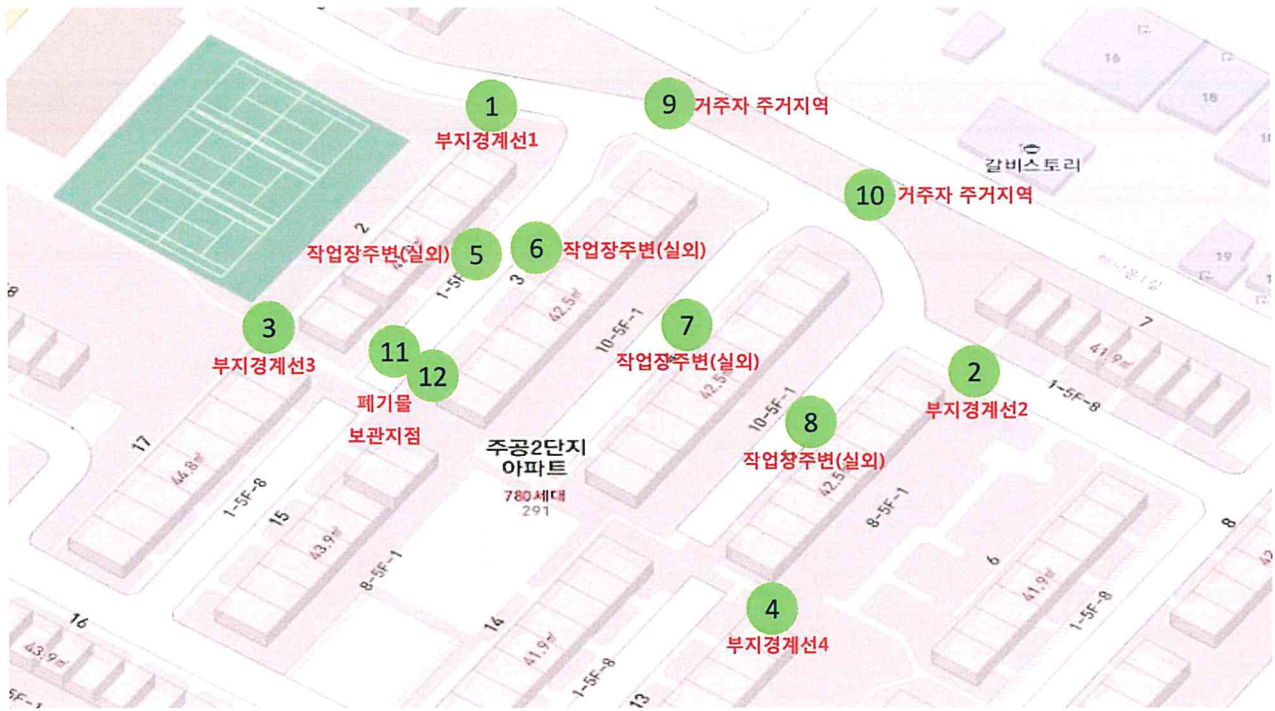 1
부지경계선1
9 거주자 주거지역
16
18
갈비스토리
10 거주자 주거지역
2
작업장주변(실외) 5
6 작업장주변(실외)
3
42.5㎡
10-5F-1
19
7
41.9㎡
1-5F-8
3
부지경계선3
11
12
폐기물
보관지점
7
작업장주변(실외)
42.5㎡
10-5F-1
2
부지경계선2
8
작업장주변(실외)
42.5㎡
8-5F-1
17
44.8㎡
1-5F-8
주공2단지
아파트
780세대
291
15
43.9㎡
8-5F-1
14
41.9㎡
1-5F-8
13
4
부지경계선4
6
41.9㎡
1-5F-8
8
16
43.9㎡